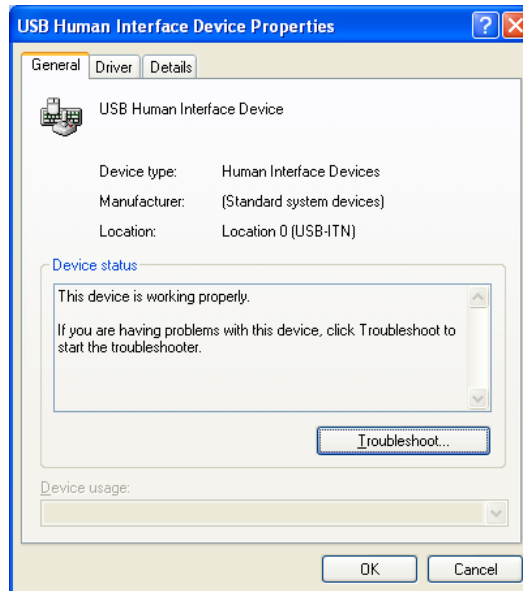 USB Human Interface Device Properties
General Driver Details
USB Human Interface Device
Device type: Human Interface Devices
Manufacturer: (Standard system devices)
Location: Location 0 (USB-ITN)
Device status
This device is working properly.
If you are having problems with this device, click Troubleshoot to
start the troubleshooter.
Troubleshoot...
Device usage:
OK Cancel